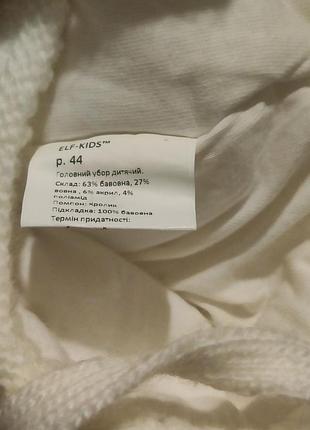 ELF-KIDS™
р. 44
Головний убор дитячий.
Склад: 63% бавовна, 27%
вовна , 6% акрил, 4%
поліамід
Помпон: кролик
Підкладка: 100% бавовна
Термін придатності: